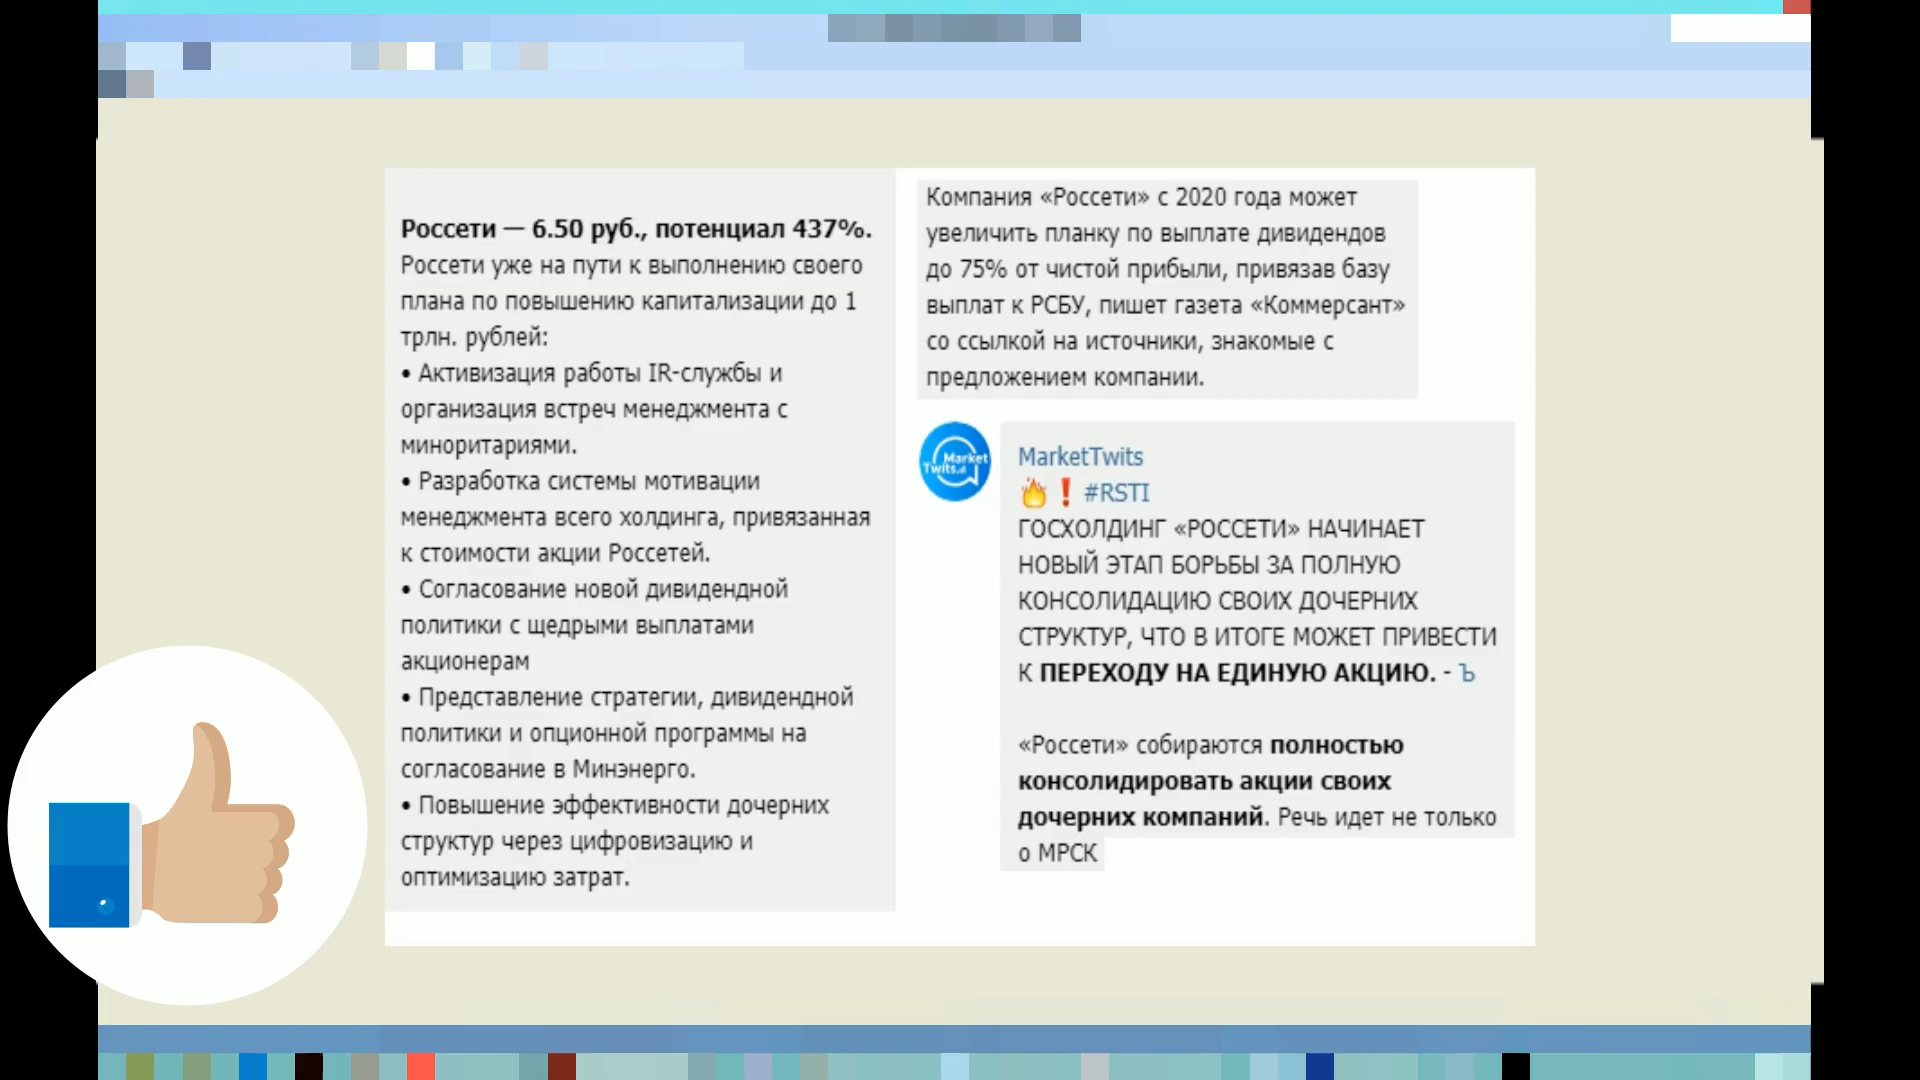 Россети — 6.50 руб., потенциал 437%.
Россети уже на пути к выполнению своего
плана по повышению капитализации до 1
трлн. рублей:
• Активизация работы IR-службы и
организация встреч менеджмента с
миноритариями.
• Разработка системы мотивации
менеджмента всего холдинга, привязанная
к стоимости акции Россетей.
• Согласование новой дивидендной
политики с щедрыми выплатами
акционерам
• Представление стратегии, дивидендной
политики и опционной программы на
согласование в Минэнерго.
• Повышение эффективности дочерних
структур через цифровизацию и
оптимизацию затрат.
Компания «Россети» с 2020 года может
увеличить планку по выплате дивидендов
до 75% от чистой прибыли, привязав базу
выплат к РСБУ, пишет газета «Коммерсант»
со ссылкой на источники, знакомые с
предложением компании.
Market
Twits
MarketTwits
🔥❗#RSTI
ГОСХОЛДИНГ «РОССЕТИ» НАЧИНАЕТ
НОВЫЙ ЭТАП БОРЬБЫ ЗА ПОЛНУЮ
КОНСОЛИДАЦИЮ СВОИХ ДОЧЕРНИХ
СТРУКТУР, ЧТО В ИТОГЕ МОЖЕТ ПРИВЕСТИ
К ПЕРЕХОДУ НА ЕДИНУЮ АКЦИЮ. - Ъ
«Россети» собираются полностью
консолидировать акции своих
дочерних компаний. Речь идет не только
о МРСК